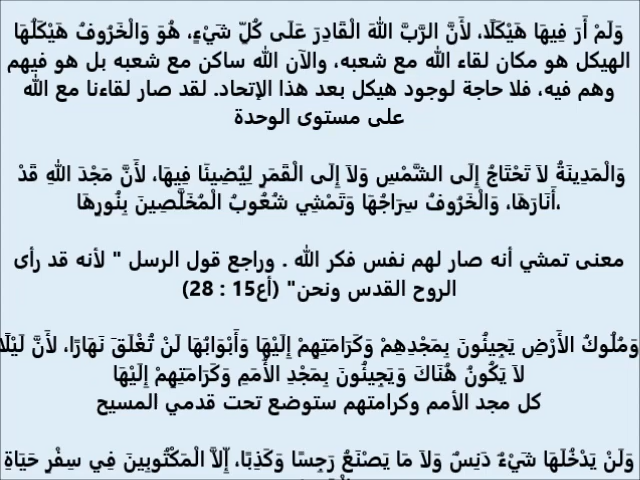 وَلَمْ أَرَ فِيهَا هَيْكَلًا، لأَنَّ الرَّبَّ اللهَ الْقَادِرَ عَلَى كُلِّ شَيْءٍ، هُوَ وَالْخَرُوفُ هَيْكَلُهَا
الهيكل هو مكان لقاء الله مع شعبه، والآن الله ساكن مع شعبه بل هو فيهم
وهم فيه، فلا حاجة لوجود هيكل بعد هذا الإتحاد. لقد صار لقاءنا مع الله
على مستوى الوحدة
وَالْمَدِينَةُ لاَ تَحْتَاجُ إِلَى الشَّمْسِ وَلاَ إِلَى الْقَمَرِ لِيُضِيئَا فِيهَا، لأَنَّ مَجْدَ اللهِ قَدْ
أَنَارَهَا، وَالْخَرُوفُ سِرَاجُهَا وَتَمْشِي شُعُوبُ الْمُخَلَّصِينَ بِنُورِهَا،
معنى تمشي أنه صار لهم نفس فكر الله . وراجع قول الرسل " لأنه قد رأى
الروح القدس ونحن" (أع15 : 28)
وَمُلُوكُ الأَرْضِ يَجِيئُونَ بِمَجْدِهِمْ وَكَرَامَتِهِمْ إِلَيْهَا وَأَبْوَابُهَا لَنْ تُغْلَقَ نَهَارًا، لأَنَّ لَيْلًا
لاَ يَكُونُ هُنَاكَ وَيَجِيئُونَ بِمَجْدِ الأُمَمِ وَكَرَامَتِهِمْ إِلَيْهَا
كل مجد الأمم وكرامتهم ستوضع تحت قدمي المسيح
وَلَنْ يَدْخُلَهَا شَيْءٌ دَنِسٌ وَلاَ مَا يَصْنَعُ رَجِسًا وَكَذِبًا، إِلاَّ الْمَكْتُوبِينَ فِي سِفْرِ حَيَاةِ